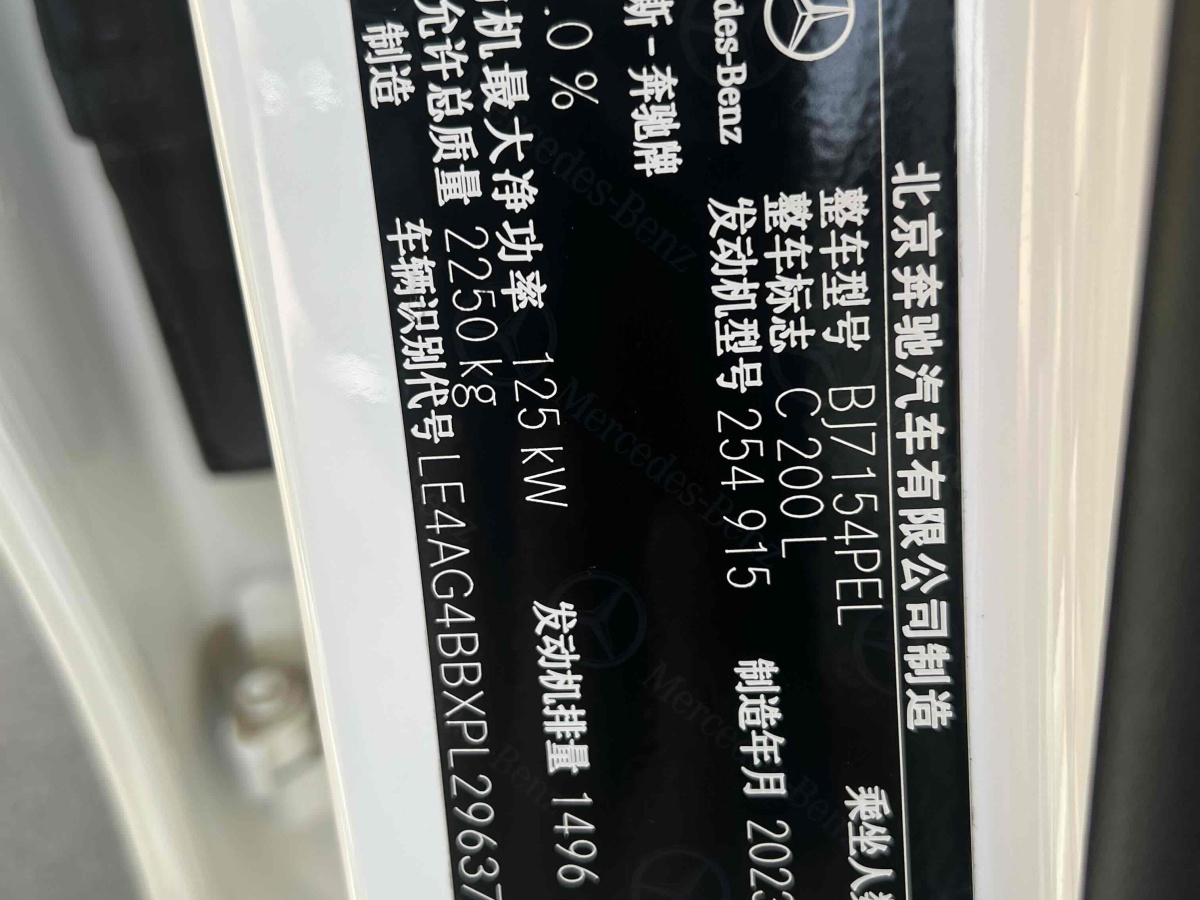 北京奔驰汽车有限公司制造
des-Benz 整车型号 BJ7154PEL 乘坐人
整车标志 C 200 L
斯-奔驰牌 发动机型号 254 915 制造年月 2023
.0 %
机最大净功率 125 kW 发动机排量 1496
允许总质量 2250 kg
制造 车辆识别代号 LE4AG4BBXPL29637
Mercedes-Benz